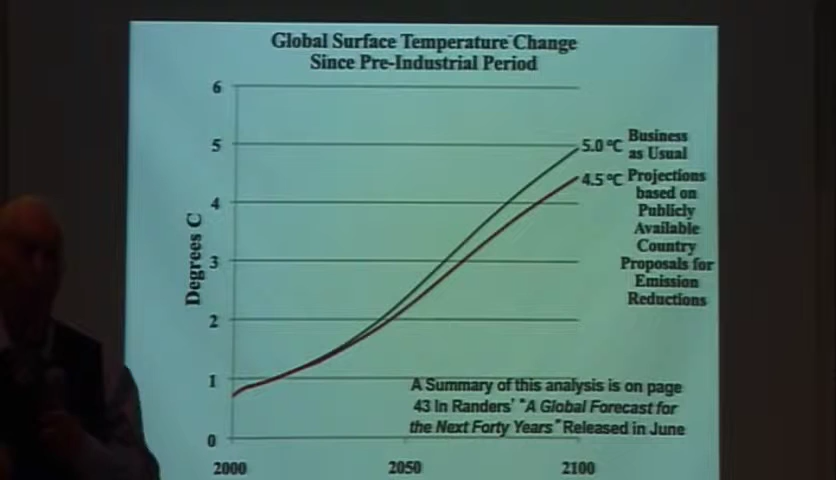 Global Surface Temperature Change
Since Pre-Industrial Period
6
5
4
3
2
1
0
Degrees C
2000
2050
2100
5.0 °C Business
as Usual
4.5 °C Projections
based on
Publicly
Available
Country
Proposals for
Emission
Reductions
A Summary of this analysis is on page
43 In Randers' "A Global Forecast for
the Next Forty Years" Released in June